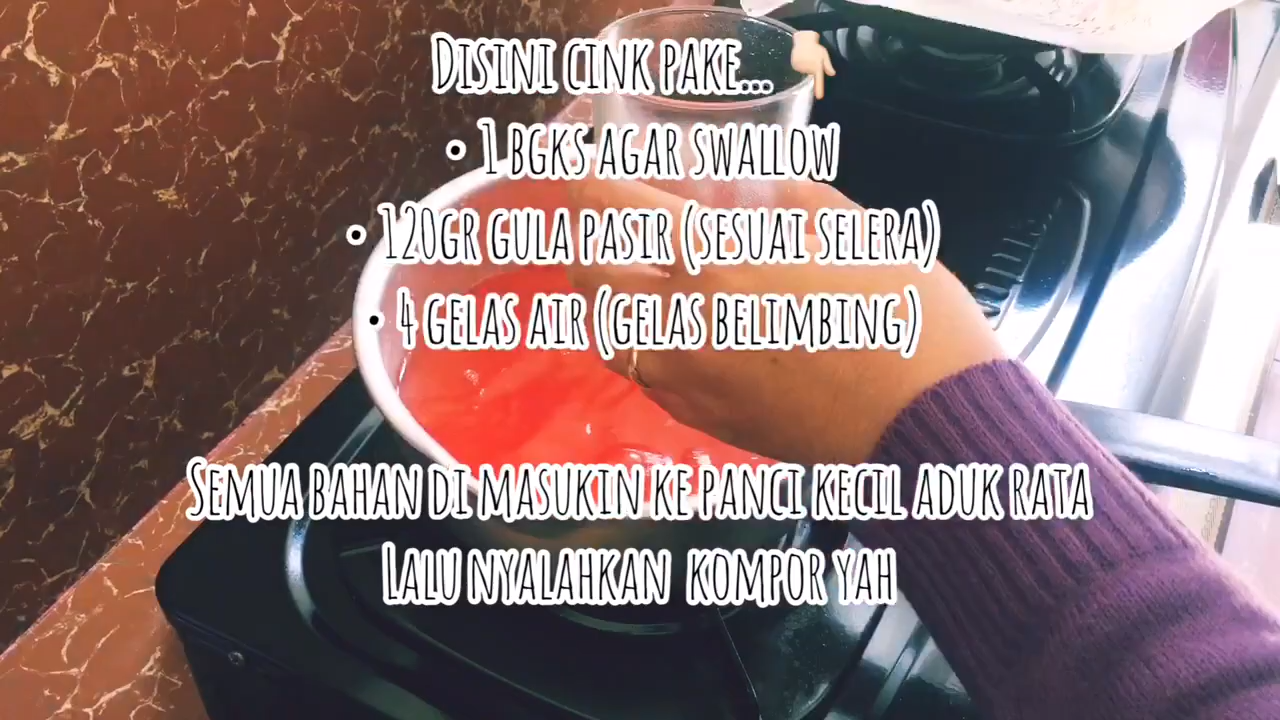 Disini cink pake... 👇🏻
• 1 bgks agar swallow
• 120gr gula pasir (sesuai selera)
• 4 gelas air (gelas belimbing)
Semua bahan di masukin ke panci kecil aduk rata
Lalu nyalahkan kompor yah